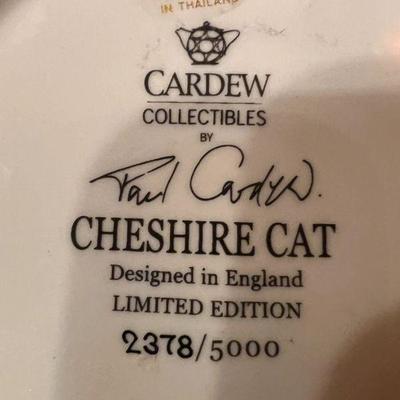 IN THAILAND
CARDEW
COLLECTIBLES
BY
Paul Cardew.
CHESHIRE CAT
Designed in England
LIMITED EDITION
2378/5000